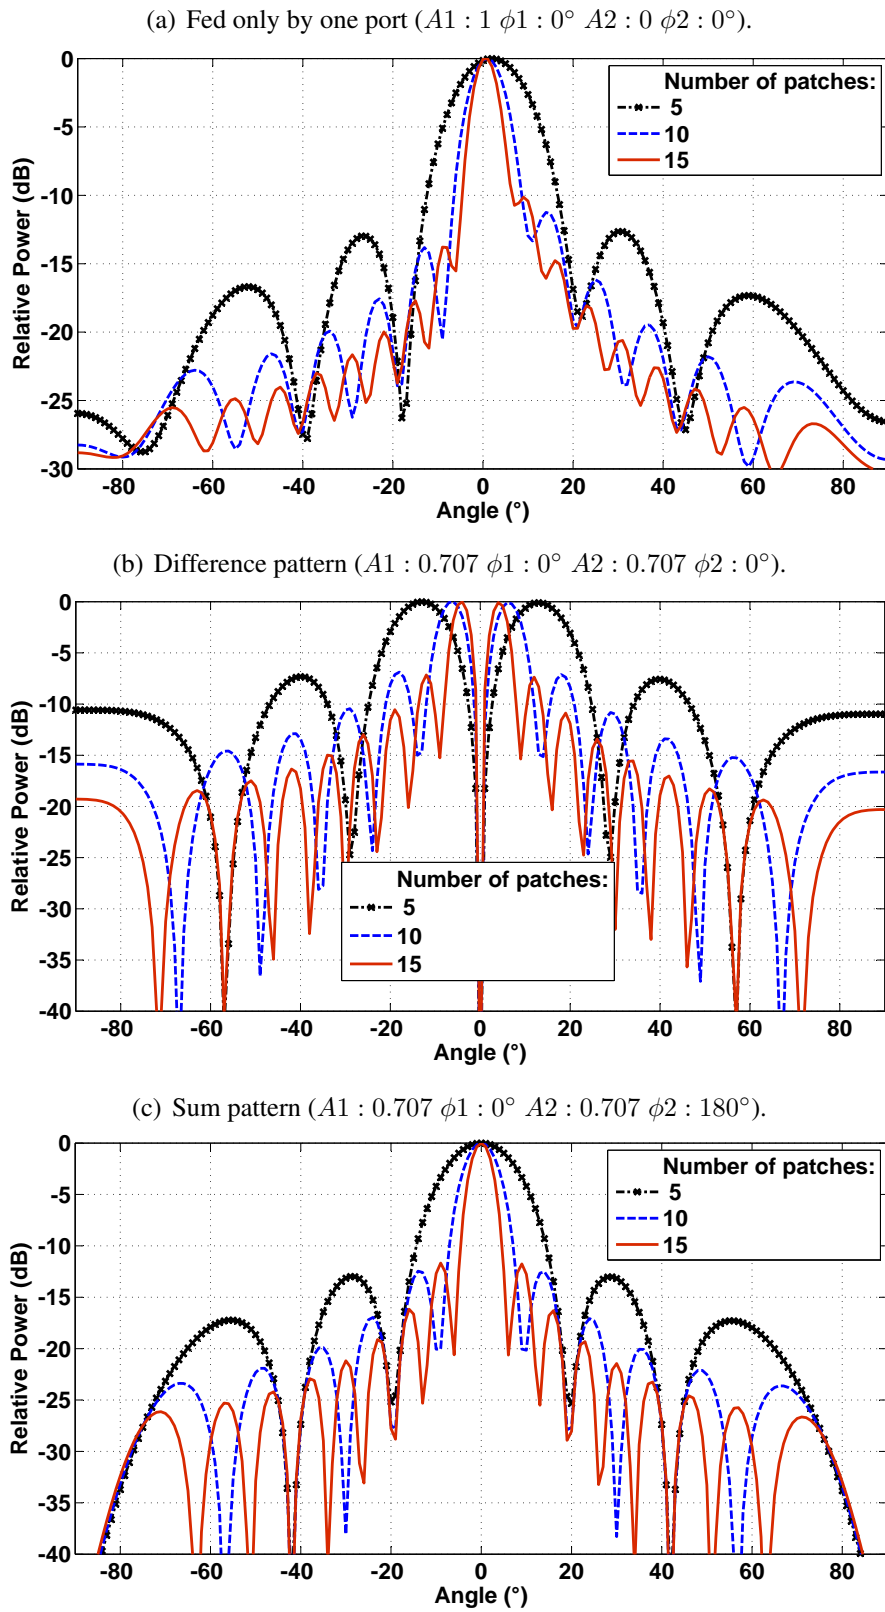 (a) Fed only by one port (A1 : 1 ϕ1 : 0° A2 : 0 ϕ2 : 0°).
0
-5
-10
-15
-20
-25
-30
Relative Power (dB)
Number of patches:
5
10
15
-80 -60 -40 -20 0 20 40 60 80
Angle (°)
(b) Difference pattern (A1 : 0.707 ϕ1 : 0° A2 : 0.707 ϕ2 : 0°).
0
-5
-10
-15
-20
-25
-30
-35
-40
Relative Power (dB)
Number of patches:
5
10
15
-80 -60 -40 -20 0 20 40 60 80
Angle (°)
(c) Sum pattern (A1 : 0.707 ϕ1 : 0° A2 : 0.707 ϕ2 : 180°).
0
-5
-10
-15
-20
-25
-30
-35
-40
Relative Power (dB)
Number of patches:
5
10
15
-80 -60 -40 -20 0 20 40 60 80
Angle (°)